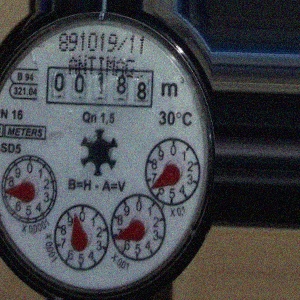 891019/11
ANTIMAG
B 94
321.04
00188 m
N 16
Qn 1,5
30°C
METERS
SD5
B=H - A=V
X 0,1
X 0,01
X 0,001
X 0,0001